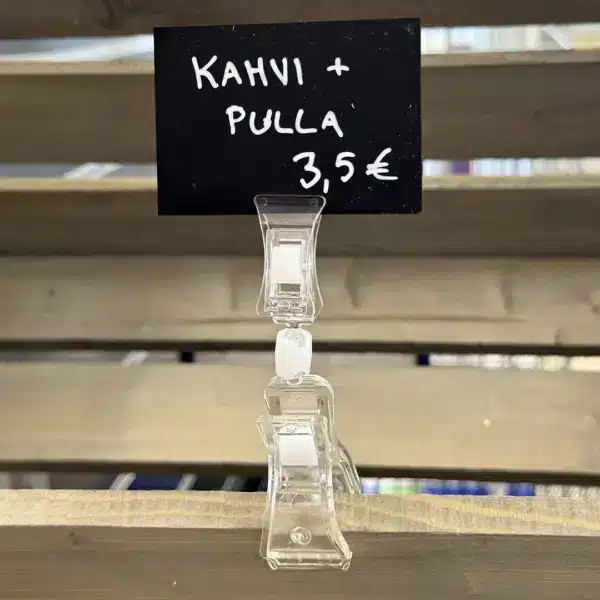 KAHVI +
PULLA
3,5 €